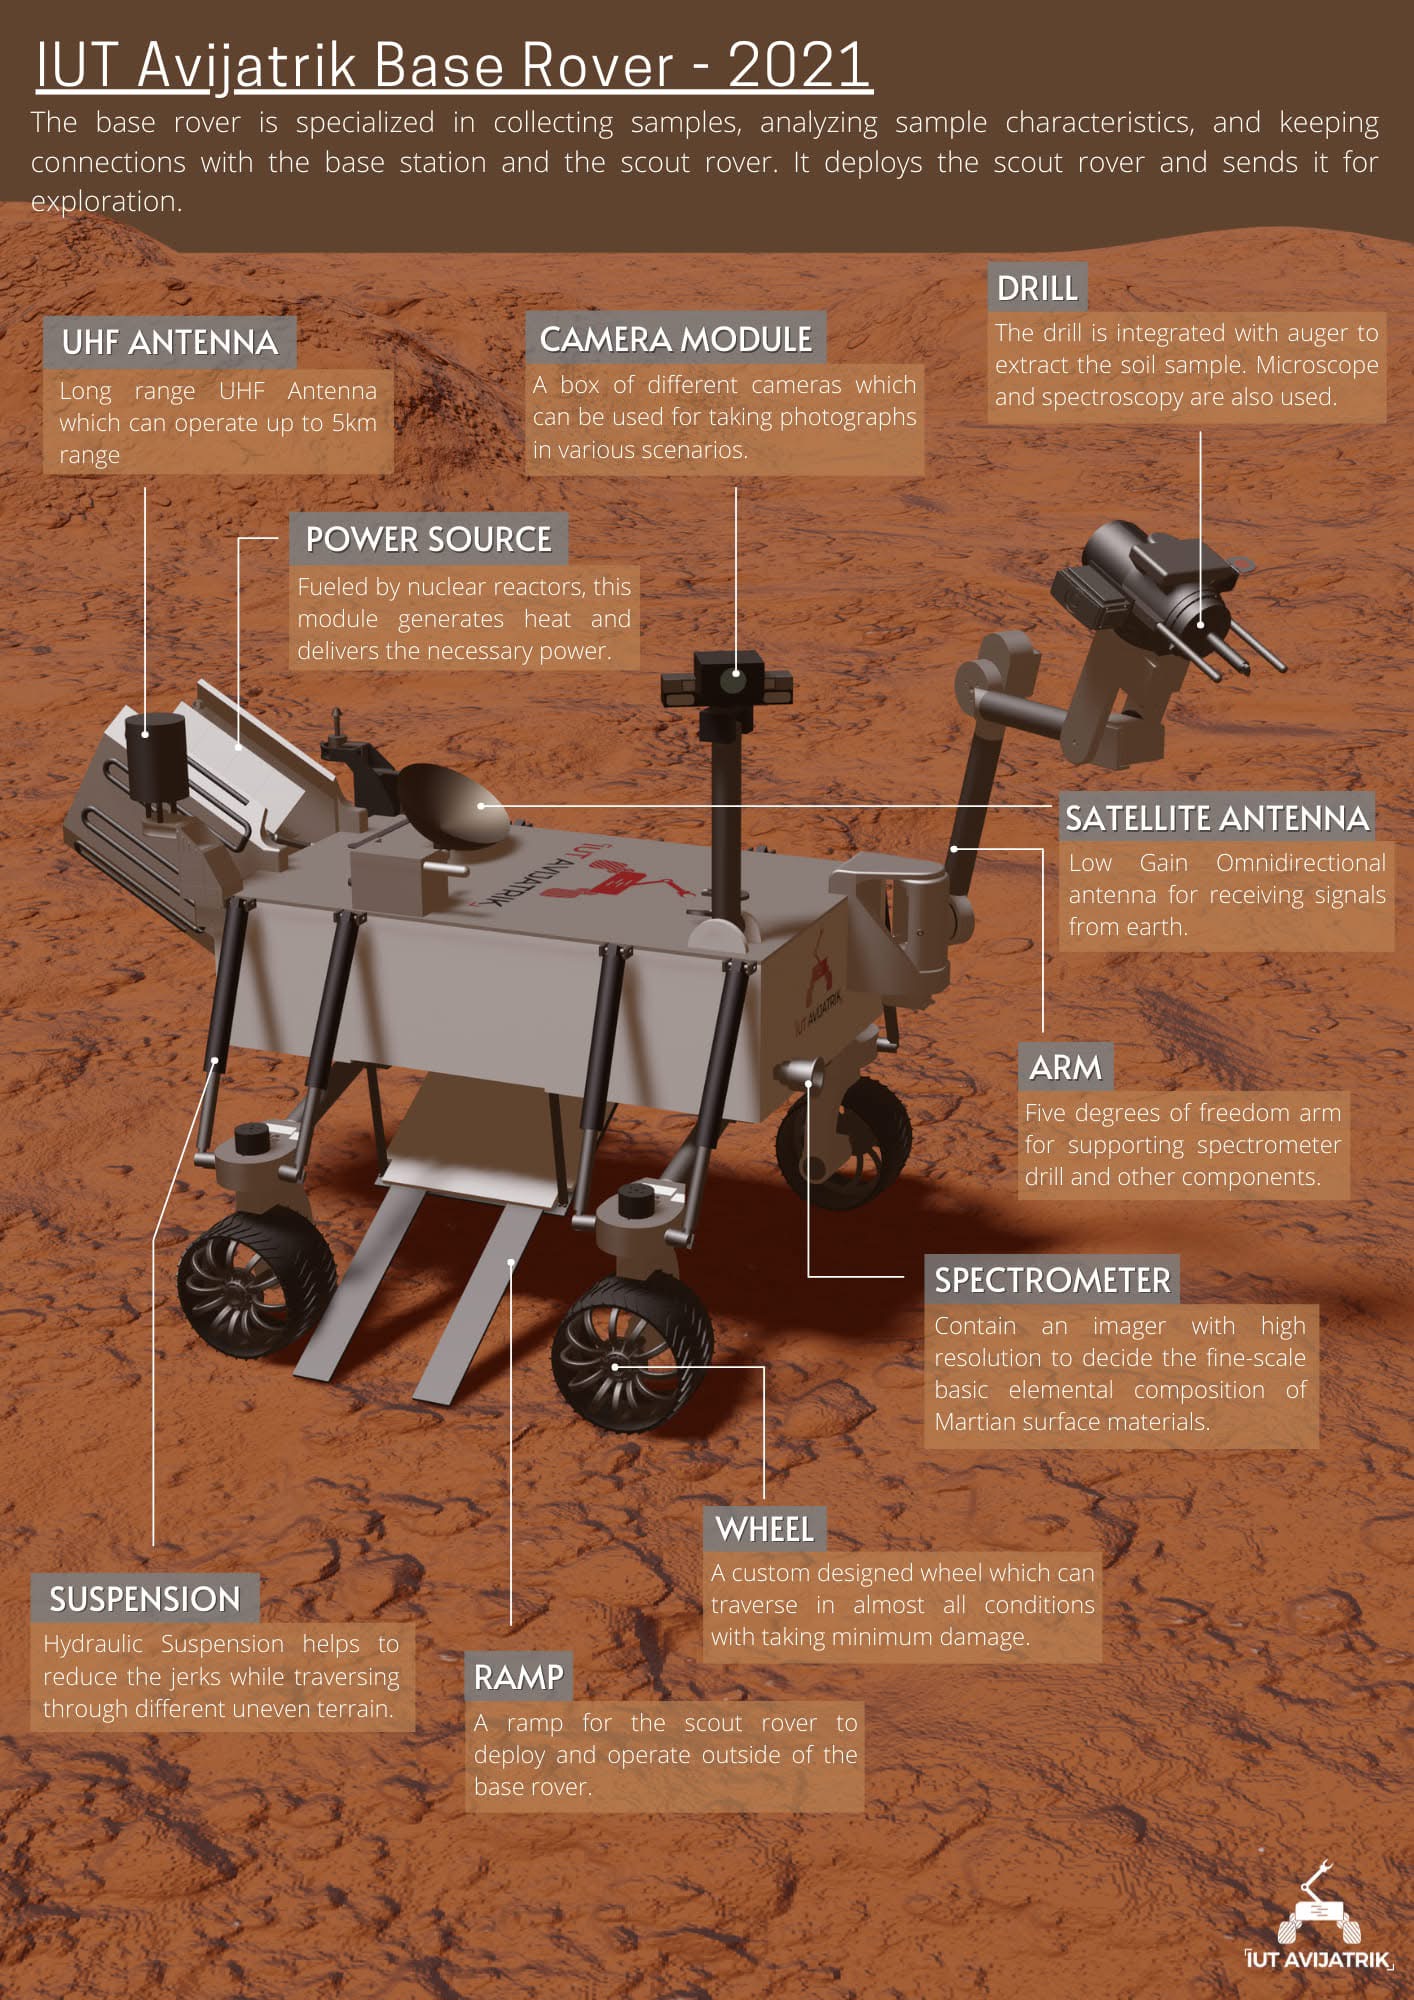 IUT Avijatrik Base Rover - 2021
The base rover is specialized in collecting samples, analyzing sample characteristics, and keeping
connections with the base station and the scout rover. It deploys the scout rover and sends it for
exploration.
DRILL
The drill is integrated with auger to
extract the soil sample. Microscope
and spectroscopy are also used.
UHF ANTENNA
Long range UHF Antenna
which can operate up to 5km
range
CAMERA MODULE
A box of different cameras which
can be used for taking photographs
in various scenarios.
POWER SOURCE
Fueled by nuclear reactors, this
module generates heat and
delivers the necessary power.
SATELLITE ANTENNA
Low Gain Omnidirectional
antenna for receiving signals
from earth.
IUT AVIJATRIK
IUT AVIJATRIK
ARM
Five degrees of freedom arm
for supporting spectrometer
drill and other components.
SPECTROMETER
Contain an imager with high
resolution to decide the fine-scale
basic elemental composition of
Martian surface materials.
WHEEL
A custom designed wheel which can
traverse in almost all conditions
with taking minimum damage.
SUSPENSION
Hydraulic Suspension helps to
reduce the jerks while traversing
through different uneven terrain.
RAMP
A ramp for the scout rover to
deploy and operate outside of the
base rover.
IUT AVIJATRIK